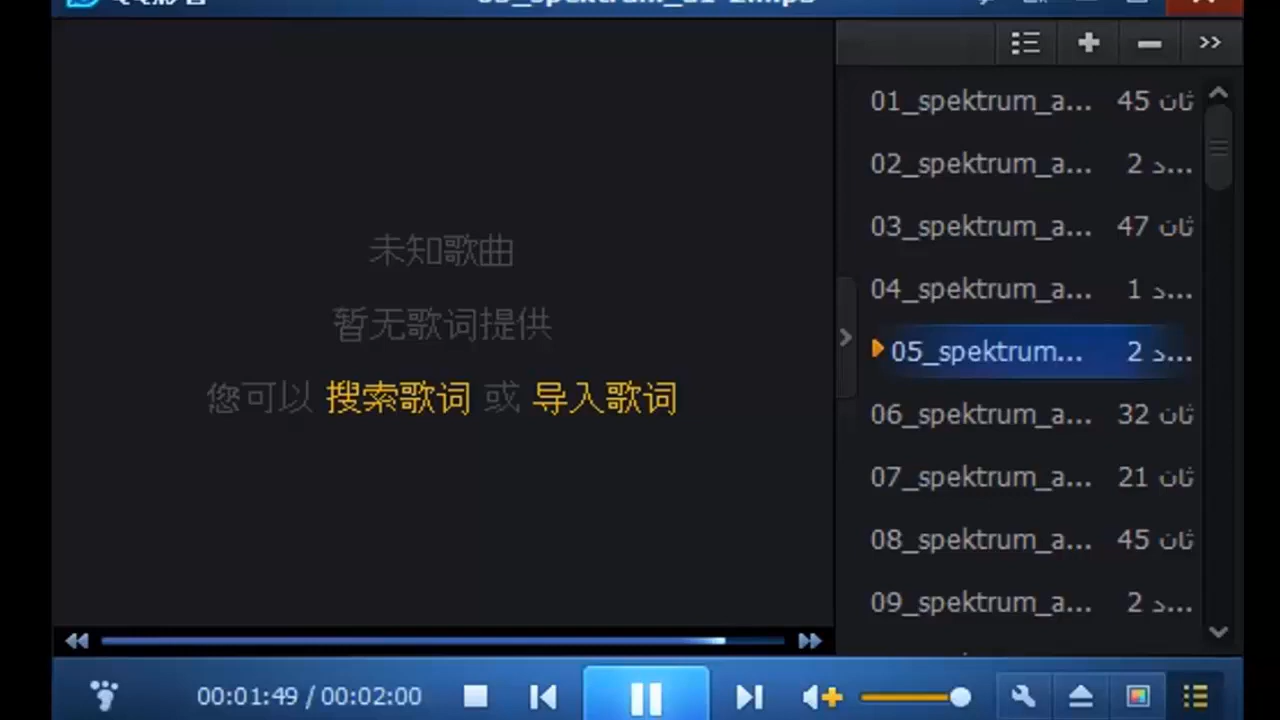 未知歌曲
暂无歌词提供
您可以 搜索歌词 或 导入歌词
01_spektrum_a... 45 ثان
02_spektrum_a... 2 د...
03_spektrum_a... 47 ثان
04_spektrum_a... 1 د...
05_spektrum... 2 د...
06_spektrum_a... 32 ثان
07_spektrum_a... 21 ثان
08_spektrum_a... 45 ثان
09_spektrum_a... 2 د...
00:01:49 / 00:02:00